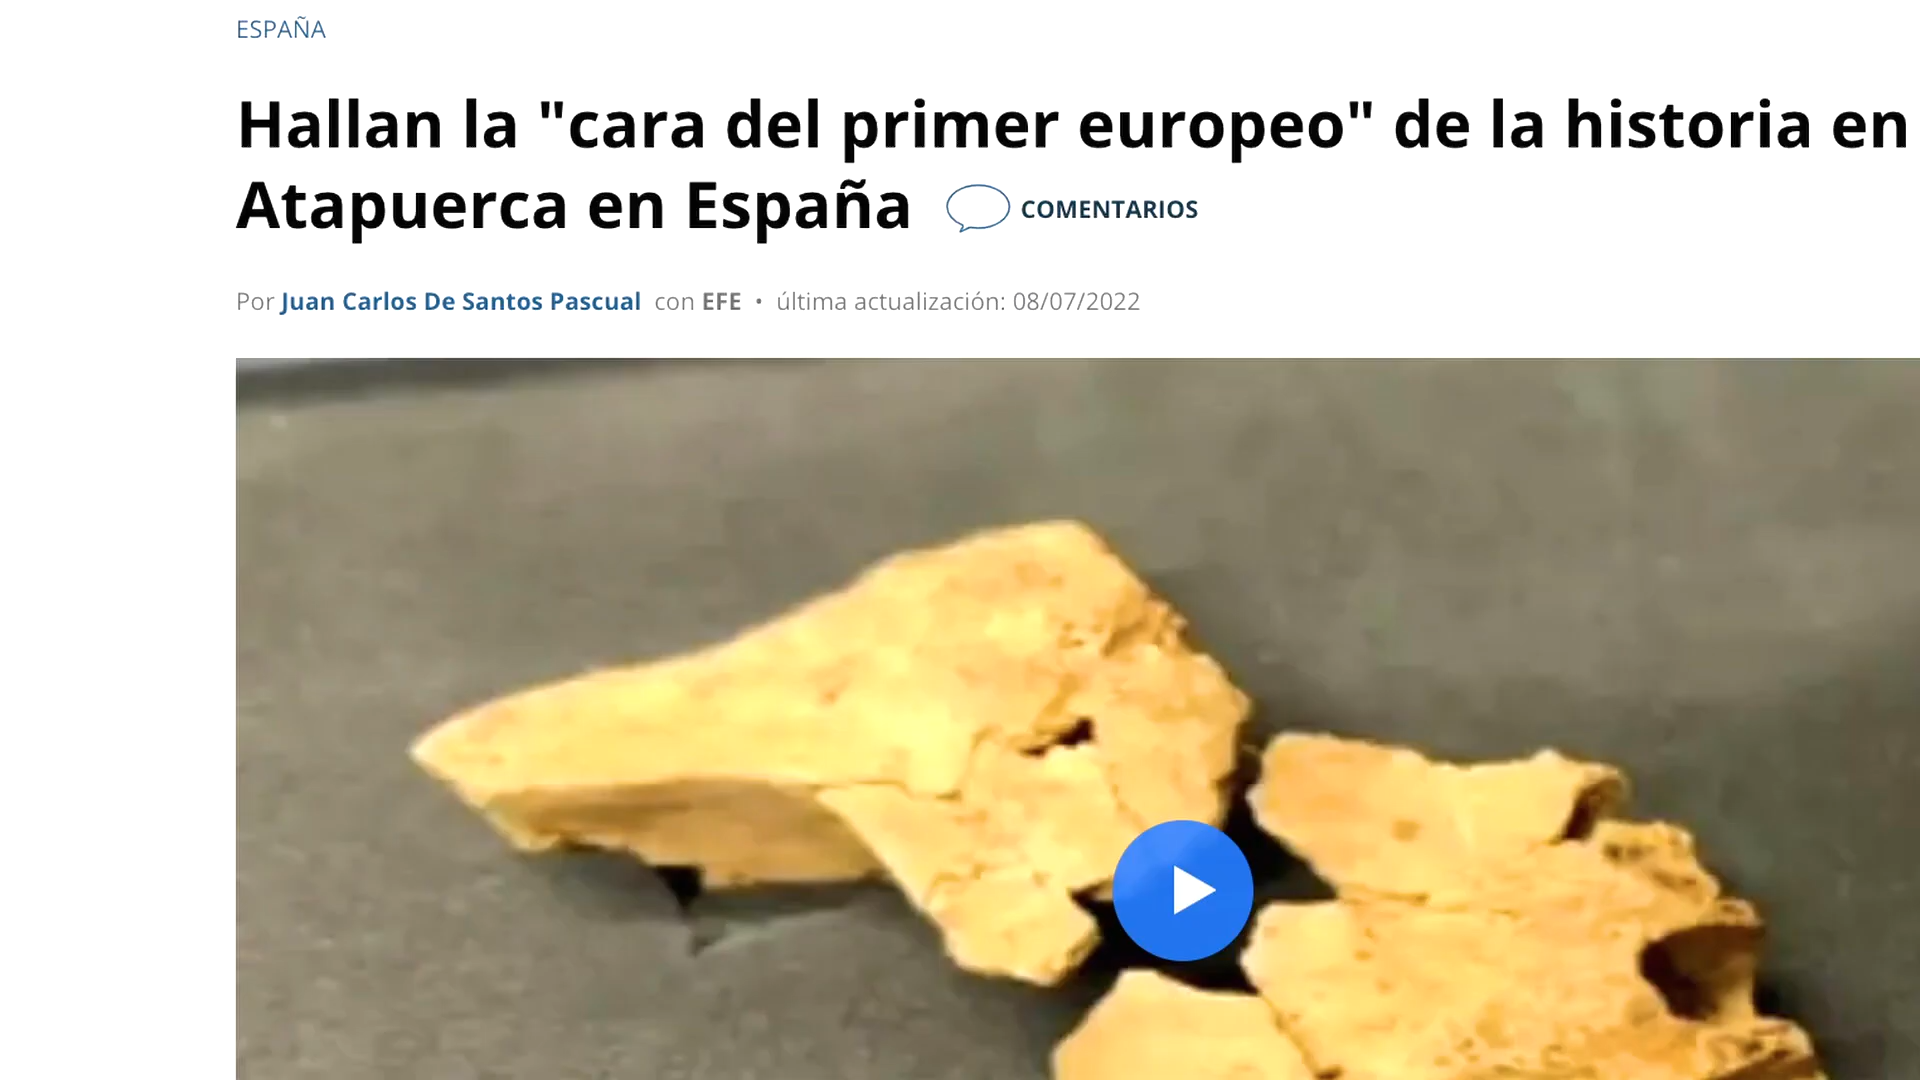 ESPAÑA
Hallan la "cara del primer europeo" de la historia en
Atapuerca en España COMENTARIOS
Por Juan Carlos De Santos Pascual con EFE • última actualización: 08/07/2022